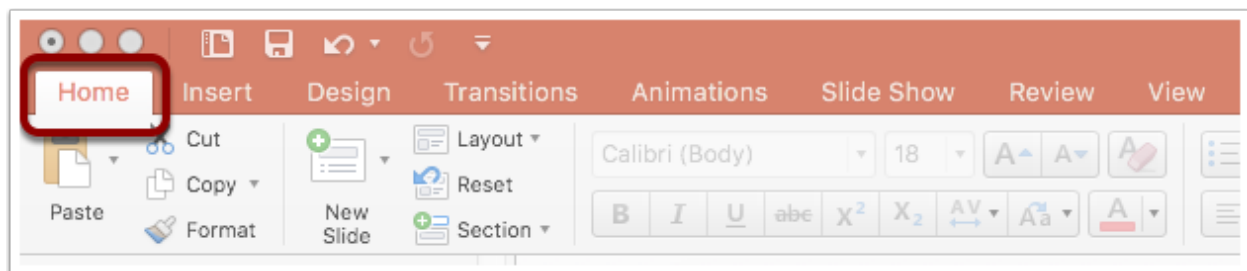 Home Insert Design Transitions Animations Slide Show Review View
Cut Layout
Calibri (Body) 18 A A A
Copy Reset
Paste New Slide
B I U abc X² X₂ AV Aa A
Format Section